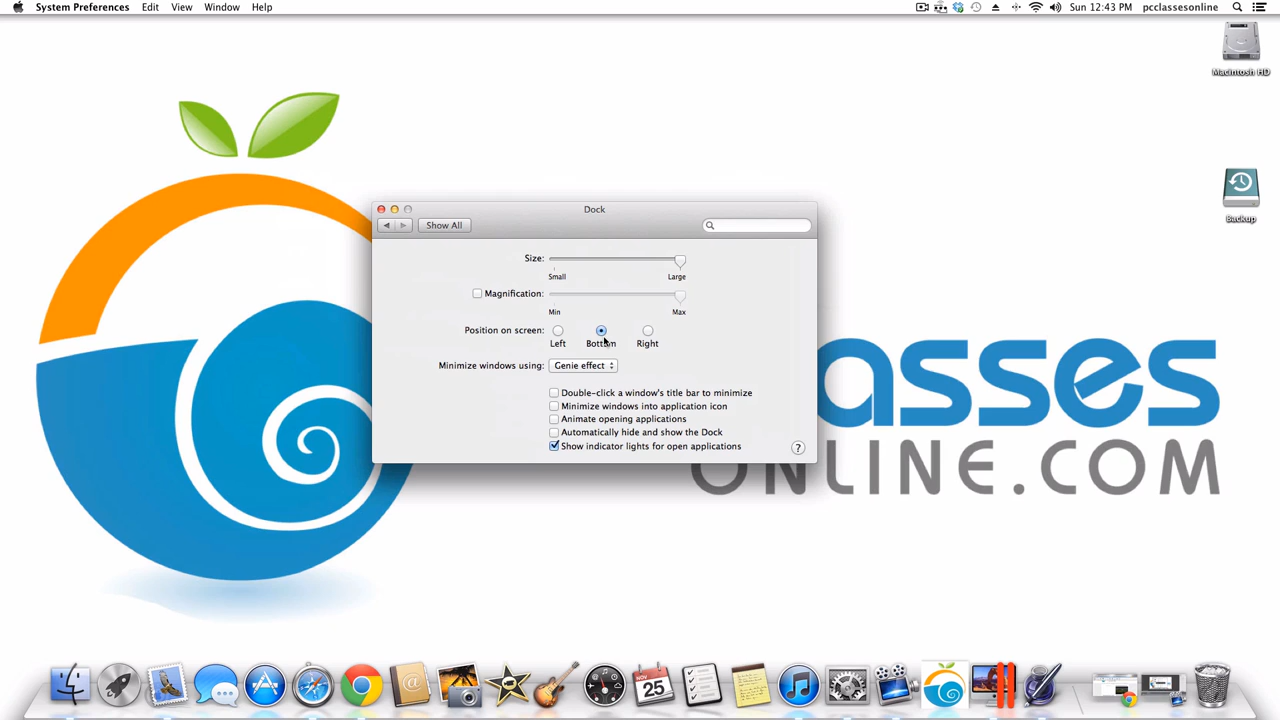 System Preferences Edit View Window Help Sun 12:43 PM pcclassesonline
Macintosh HD
Backup
Dock
Show All
Size:
Small Large
Magnification:
Min Max
Position on screen:
Left Bottom Right
Minimize windows using: Genie effect
Double-click a window's title bar to minimize
Minimize windows into application icon
Animate opening applications
Automatically hide and show the Dock
Show indicator lights for open applications
?
asses
ONLINE.COM
NOV
25